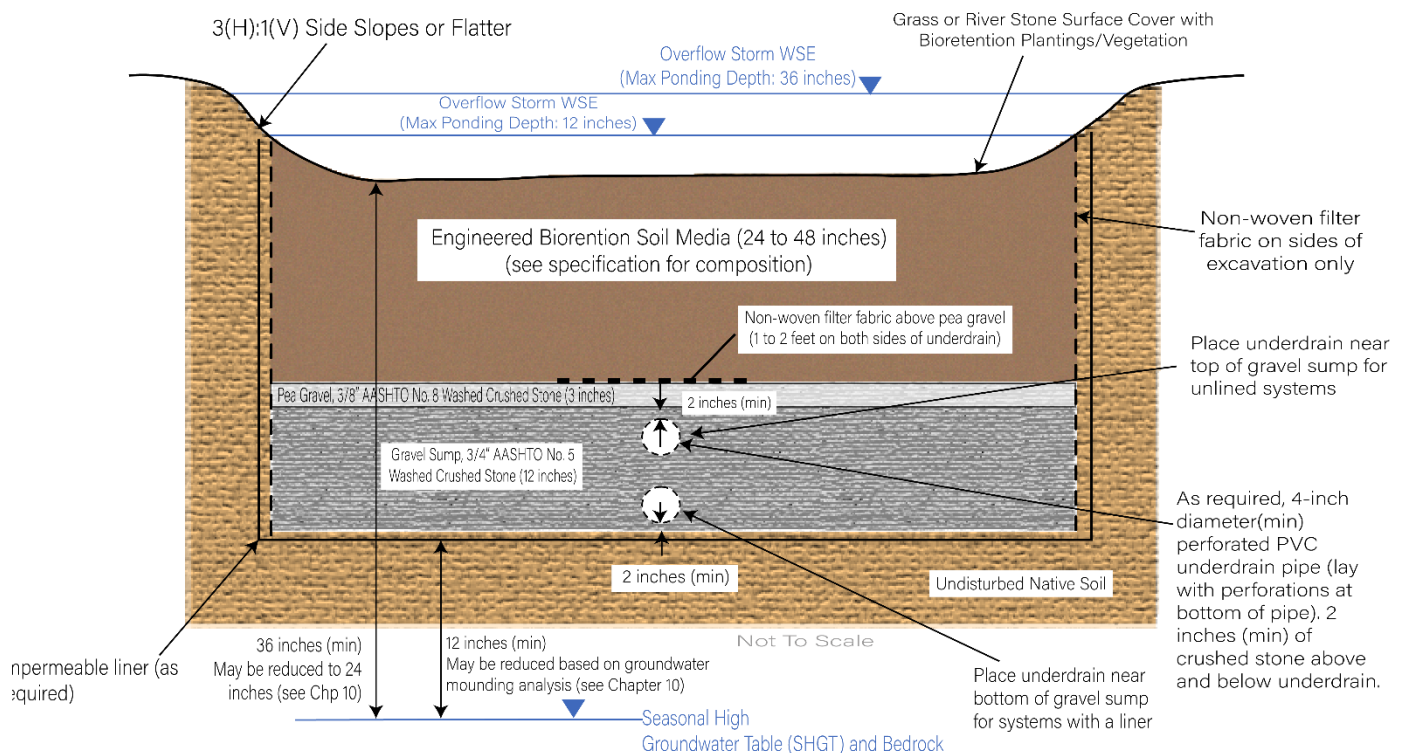 3(H):1(V) Side Slopes or Flatter
Grass or River Stone Surface Cover with
Bioretention Plantings/Vegetation
Overflow Storm WSE
(Max Ponding Depth: 36 inches)
Overflow Storm WSE
(Max Ponding Depth: 12 inches)
Engineered Biorention Soil Media (24 to 48 inches)
(see specification for composition)
Non-woven filter
fabric on sides of
excavation only
Non-woven filter fabric above pea gravel
(1 to 2 feet on both sides of underdrain)
Place underdrain near
top of gravel sump for
unlined systems
Pea Gravel, 3/8" AASHTO No. 8 Washed Crushed Stone (3 inches)
2 inches (min)
Gravel Sump, 3/4" AASHTO No. 5
Washed Crushed Stone (12 inches)
As required, 4-inch
diameter(min)
perforated PVC
underdrain pipe (lay
with perforations at
bottom of pipe). 2
inches (min) of
crushed stone above
and below underdrain.
2 inches (min)
Undisturbed Native Soil
Not To Scale
mpermeable liner (as
equired)
36 inches (min)
May be reduced to 24
inches (see Chp 10)
12 inches (min)
May be reduced based on groundwater
mounding analysis (see Chapter 10)
Place underdrain near
bottom of gravel sump
for systems with a liner
Seasonal High
Groundwater Table (SHGT) and Bedrock